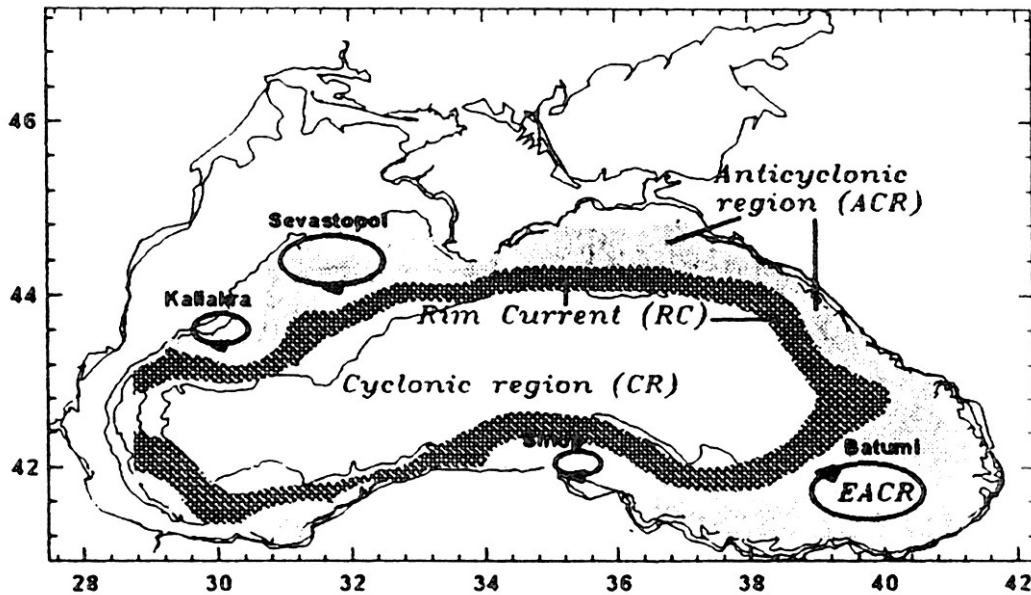 46
44
42
Sevastopol
Kaliakra
Anticyclonic
region (ACR)
Rim Current (RC)
Cyclonic region (CR)
Batumi
EACR
28
30
32
34
36
38
40
42